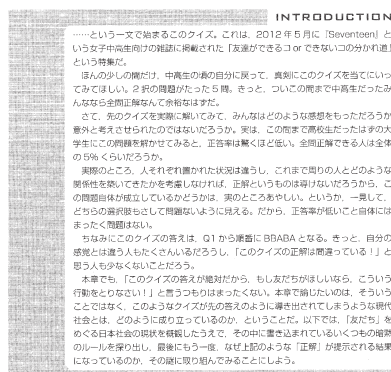 INTRODUCTION
……という一文で始まるこのクイズ。これは、2012年5月に『Seventeen』と
いう女子中高生向けの雑誌に掲載された「友達ができるコorできないコの分かれ道」
という特集だ。
ほんの少しの間だけ、中高生の頃の自分に戻って、真剣にこのクイズを当てにいっ
てみてほしい。2択の問題がたった5問。きっと、ついこの間まで中高生だったみ
んななら全問正解なんて余裕なはずだ。
さて、先のクイズを実際に解いてみて、みんなはどのような感想をもっただろうか。
意外と考えさせられたのではないだろうか。実は、この間まで高校生だったはずの大
学生にこの問題を解かせてみると、正答率は驚くほど低い。全問正解できる人は全体
の5%くらいだろうか。
実際のところ、人それぞれ置かれた状況は違うし、これまで周りの人とどのような
関係性を築いてきたかを考慮しなければ、正解というものは導けないだろうから、こ
の問題自体が成立しているかどうかは、実のところあやしい。というか、一見して、
どちらの選択肢もさして問題ないように見える。だから、正答率が低いこと自体には
まったく問題はない。
ちなみにこのクイズの答えは、Q1から順番にBBABAとなる。きっと、自分の
感覚とは違う人もたくさんいるだろうし、「このクイズの正解は間違っている！」と
思う人も少なくないことだろう。
本章でも、「このクイズの答えが絶対だから、もし友だちがほしいなら、こういう
行動をとりなさい！」と言うつもりはまったくない。本章で論じたいのは、そういう
ことではなく、このようなクイズが先の答えのように導き出されてしまうような現代
社会とは、どのように成り立っているのか、ということだ。以下では、「友だち」を
めぐる日本社会の現状を概観したうえで、その中に書き込まれているいくつもの暗黙
のルールを探り出し、最後にもう一度、なぜ上記のような「正解」が提示される結果
になっているのか、その謎に取り組んでみることにしよう。